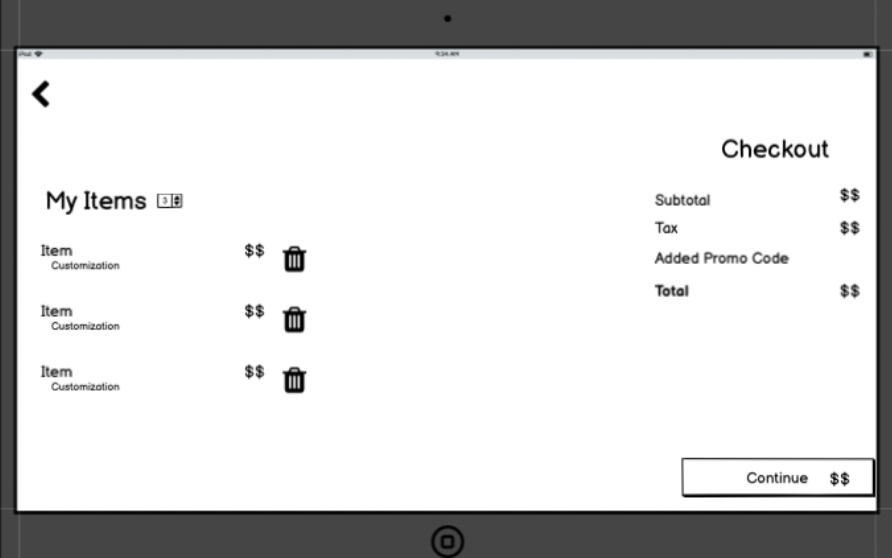 iPad 9:24 AM
Checkout
My Items 3
Subtotal $$
Tax $$
Added Promo Code
Total $$
Item $$
Customization
Item $$
Customization
Item $$
Customization
Continue $$